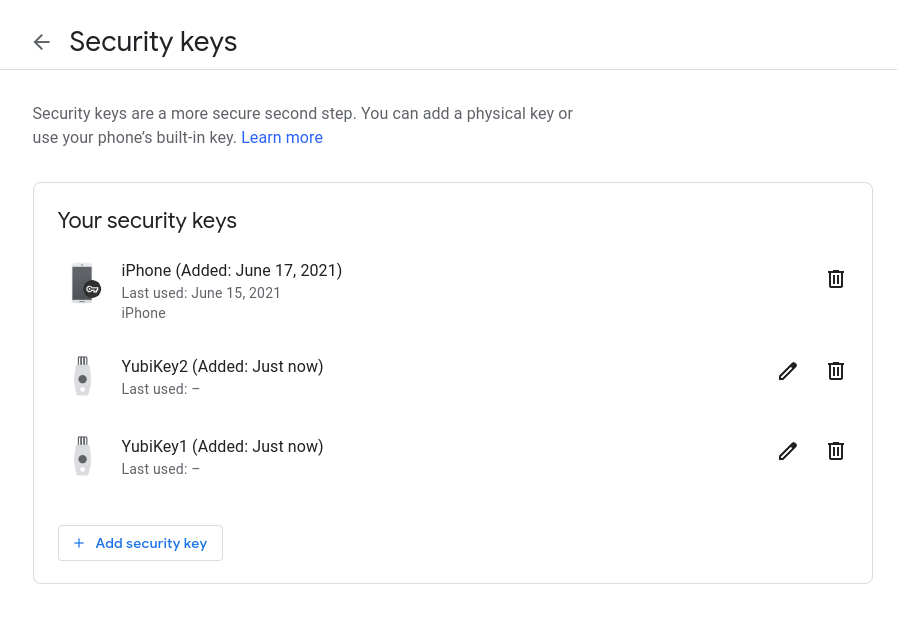 Security keys
Security keys are a more secure second step. You can add a physical key or
use your phone’s built-in key. Learn more
Your security keys
iPhone (Added: June 17, 2021)
Last used: June 15, 2021
iPhone
YubiKey2 (Added: Just now)
Last used: –
YubiKey1 (Added: Just now)
Last used: –
+ Add security key